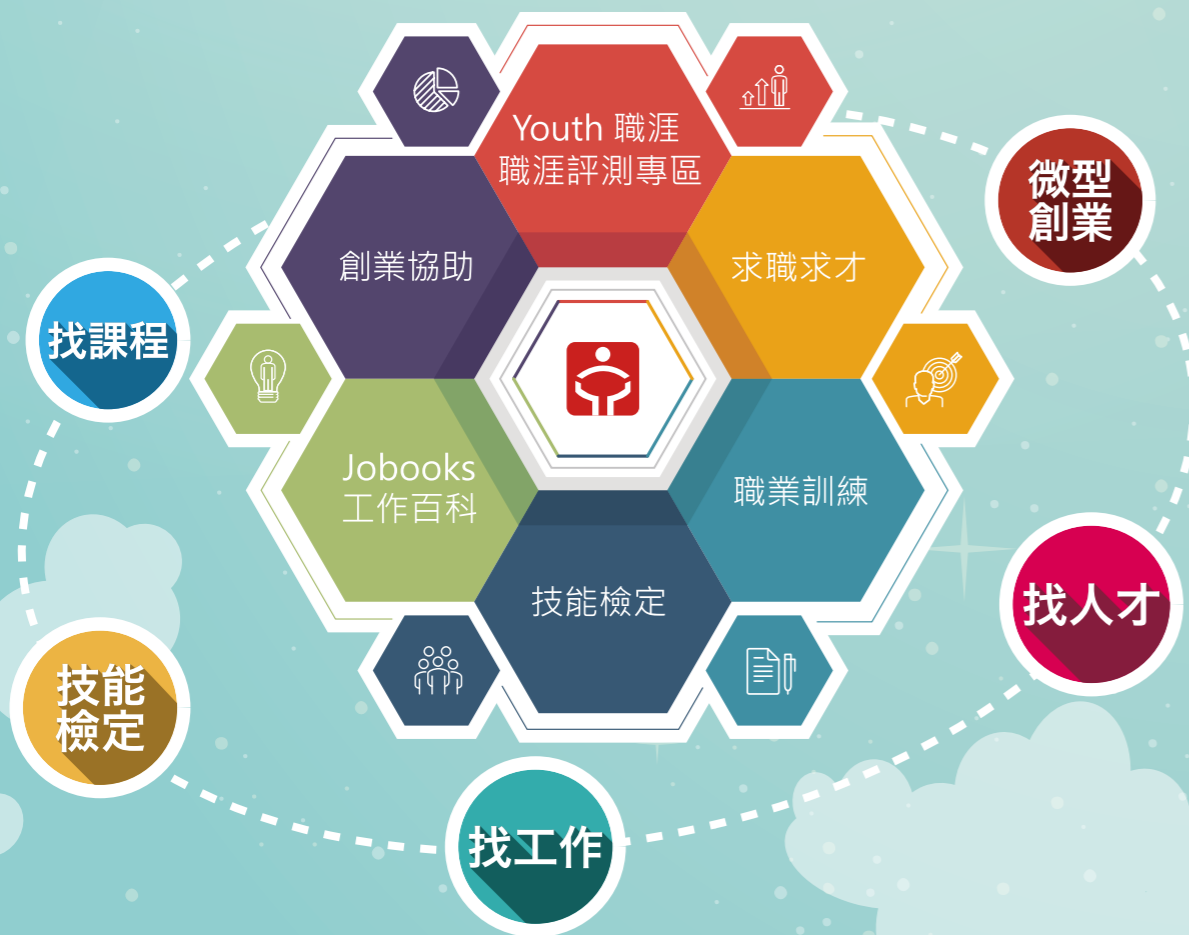 Youth 職涯
職涯評測專區
創業協助
求職求才
Jobooks
工作百科
職業訓練
技能檢定
微型
創業
找課程
找人才
技能
檢定
找工作